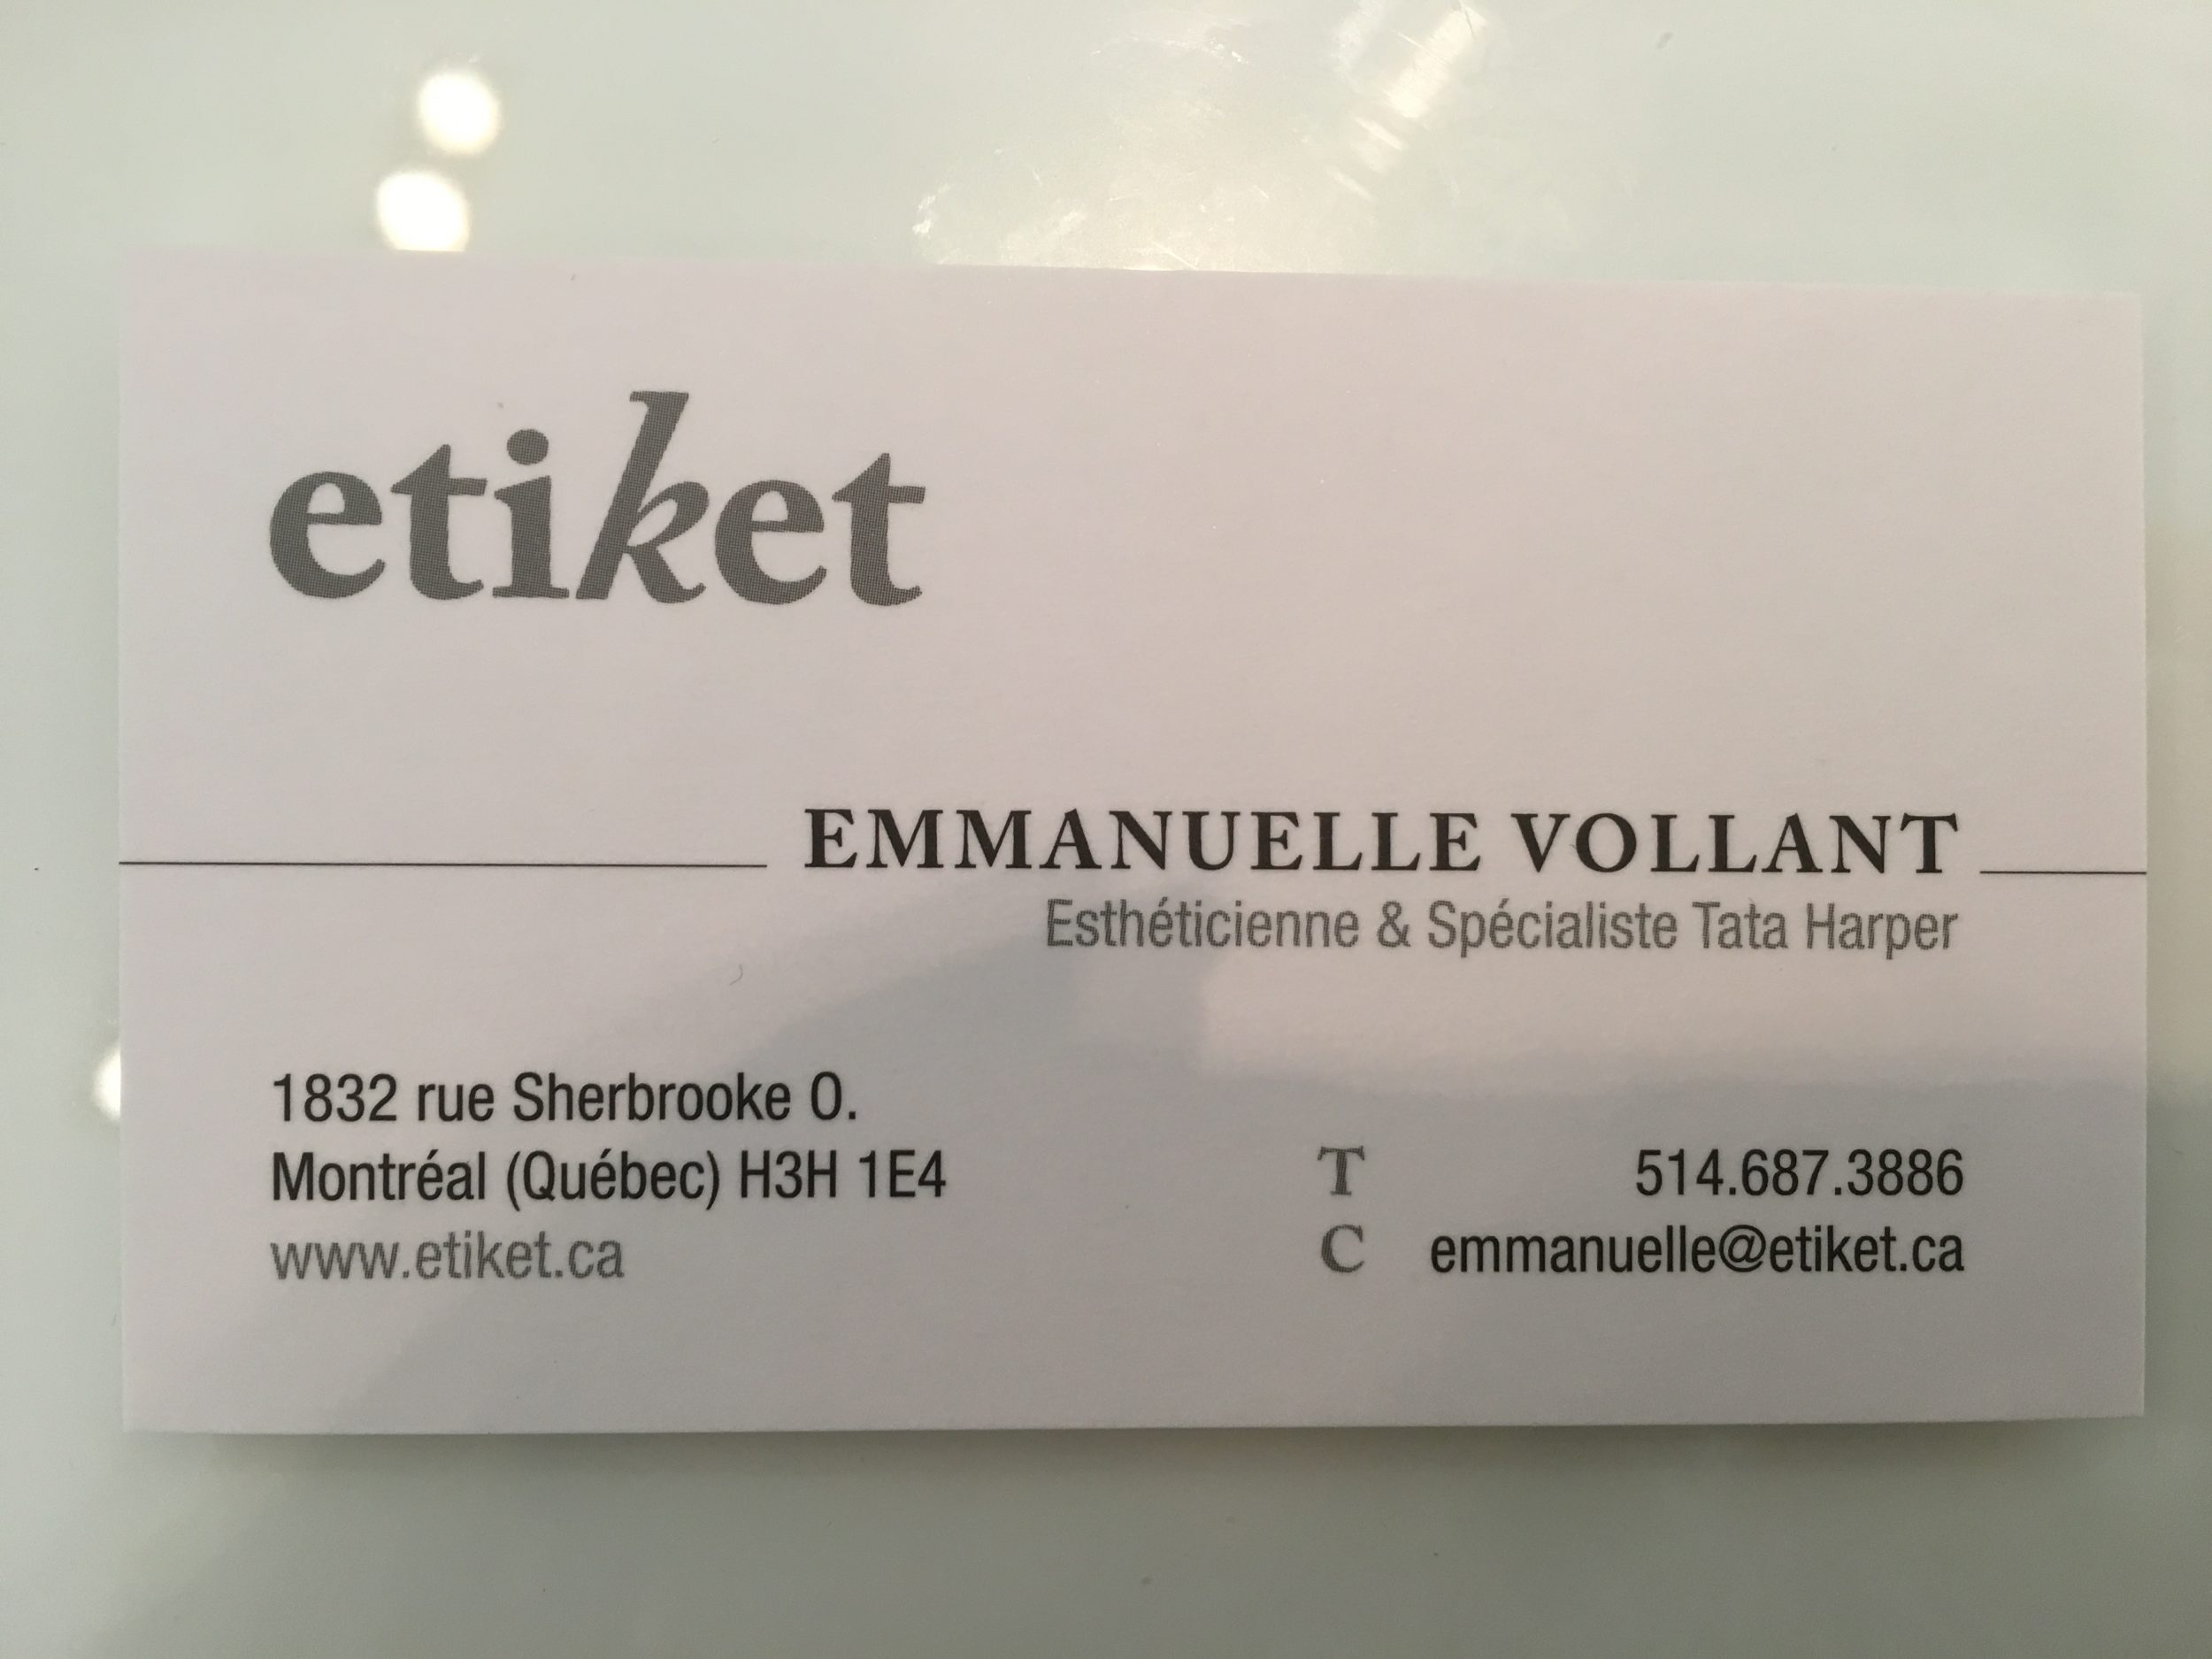 etiket
EMMANUELLE VOLLANT
Esthéticienne & Spécialiste Tata Harper
1832 rue Sherbrooke O.
Montréal (Québec) H3H 1E4
www.etiket.ca
T 514.687.3886
C emmanuelle@etiket.ca